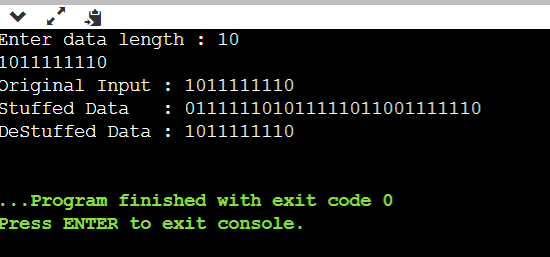 Enter data length : 10
1011111110
Original Input : 1011111110
Stuffed Data   : 011111101011111011001111110
DeStuffed Data : 1011111110
...Program finished with exit code 0
Press ENTER to exit console.